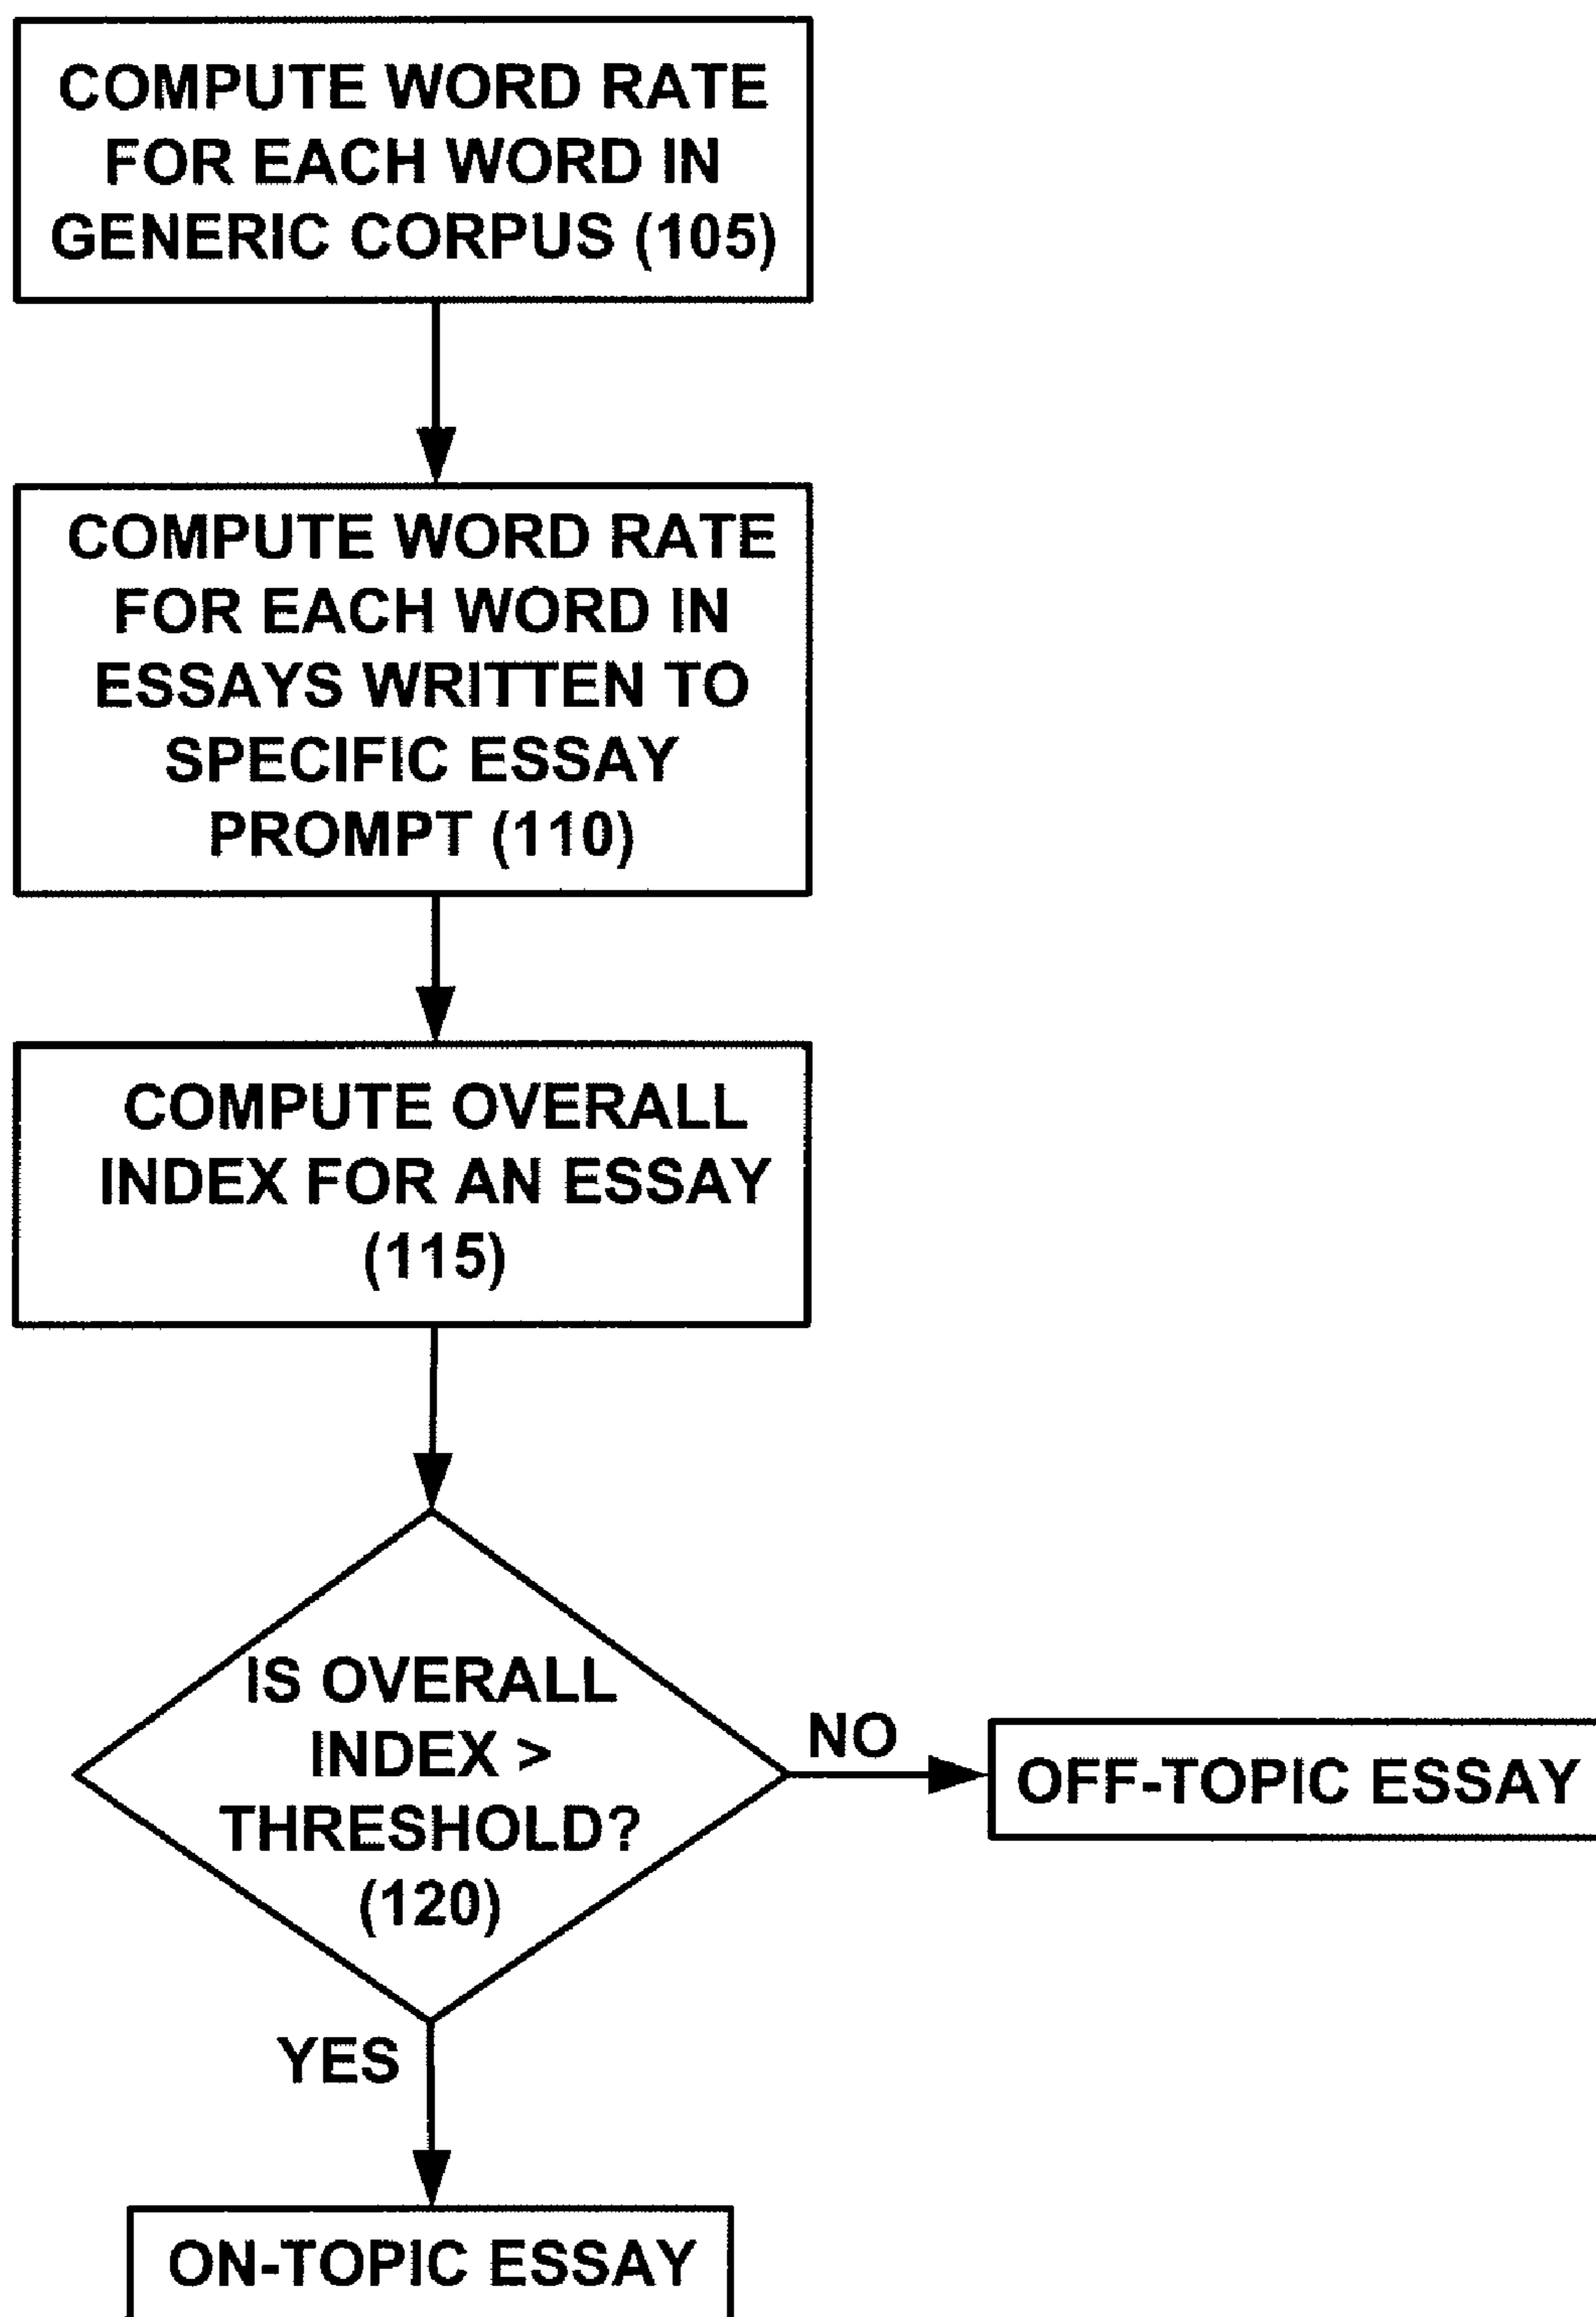 COMPUTE WORD RATE
FOR EACH WORD IN
GENERIC CORPUS (105)
COMPUTE WORD RATE
FOR EACH WORD IN
ESSAYS WRITTEN TO
SPECIFIC ESSAY
PROMPT (110)
COMPUTE OVERALL
INDEX FOR AN ESSAY
(115)
IS OVERALL
INDEX >
THRESHOLD?
(120)
NO
OFF-TOPIC ESSAY
YES
ON-TOPIC ESSAY